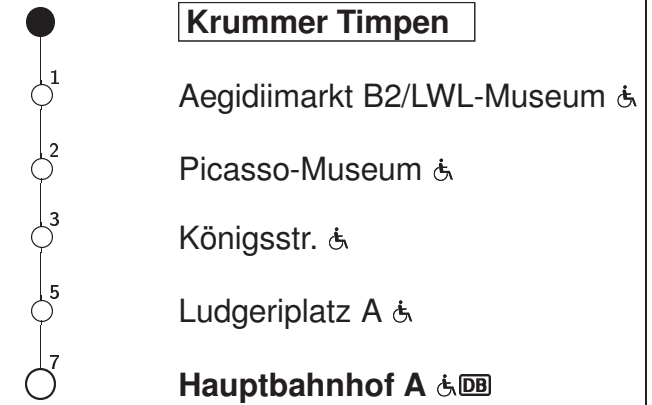 Krummer Timpen
1 Aegidiimarkt B2/LWL-Museum
2 Picasso-Museum
3 Königsstr.
5 Ludgeriplatz A
7 Hauptbahnhof A DB